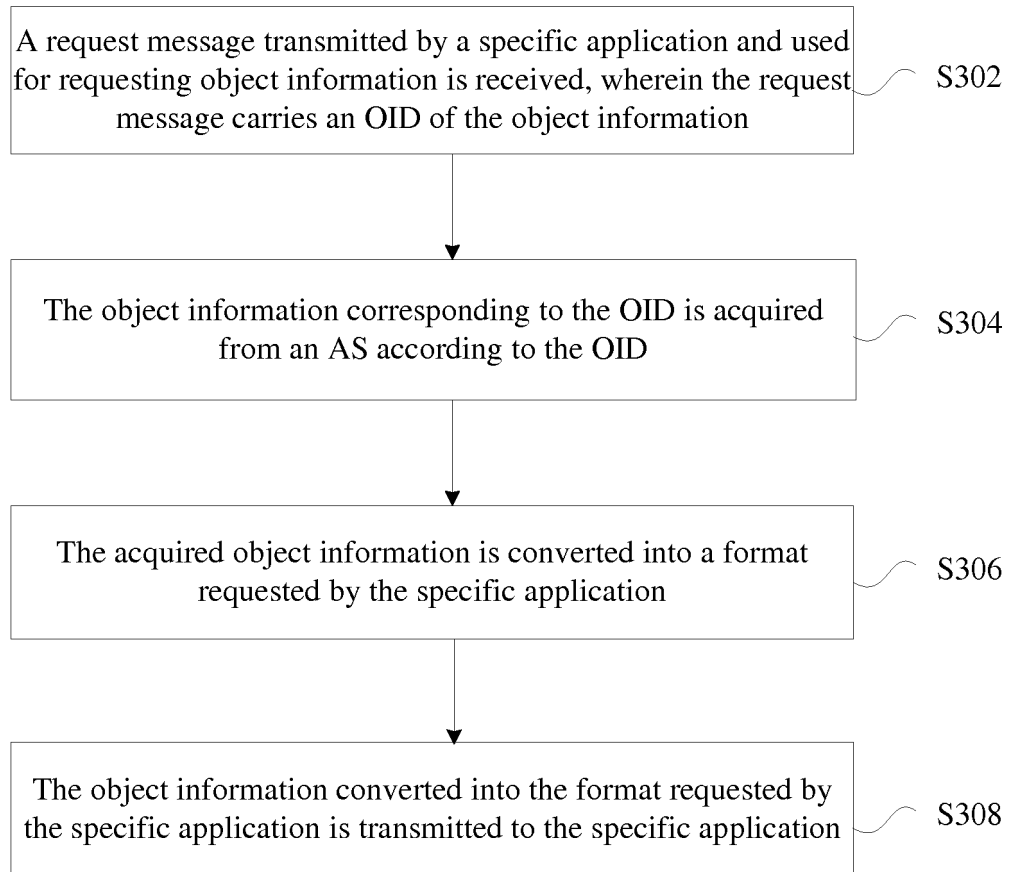 A request message transmitted by a specific application and used
for requesting object information is received, wherein the request
message carries an OID of the object information
S302
The object information corresponding to the OID is acquired
from an AS according to the OID
S304
The acquired object information is converted into a format
requested by the specific application
S306
The object information converted into the format requested by
the specific application is transmitted to the specific application
S308